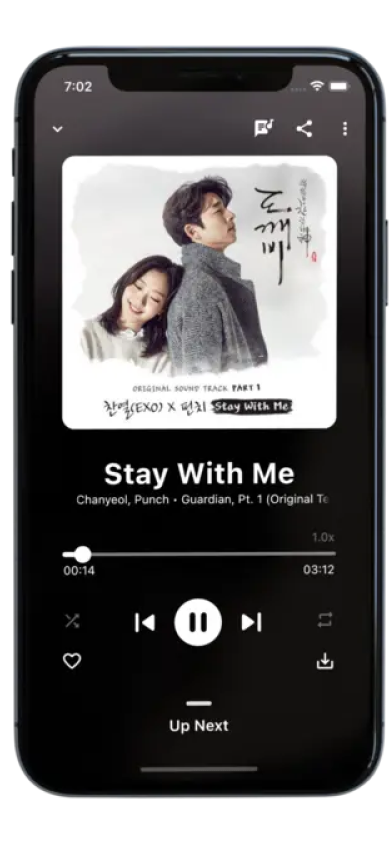 7:02
도깨비
ORIGINAL SOUND TRACK PART 1
찬열(EXO) X 펀치 Stay With Me
Stay With Me
Chanyeol, Punch • Guardian, Pt. 1 (Original Te
1.0x
00:14
03:12
Up Next